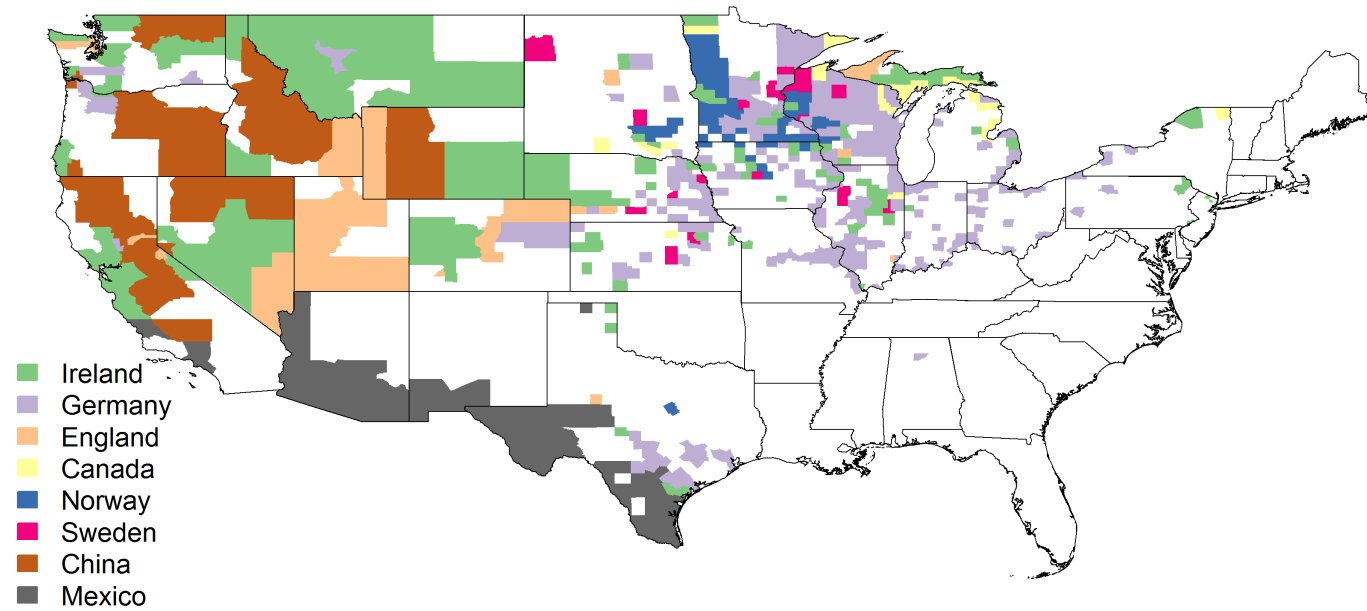 Ireland
Germany
England
Canada
Norway
Sweden
China
Mexico